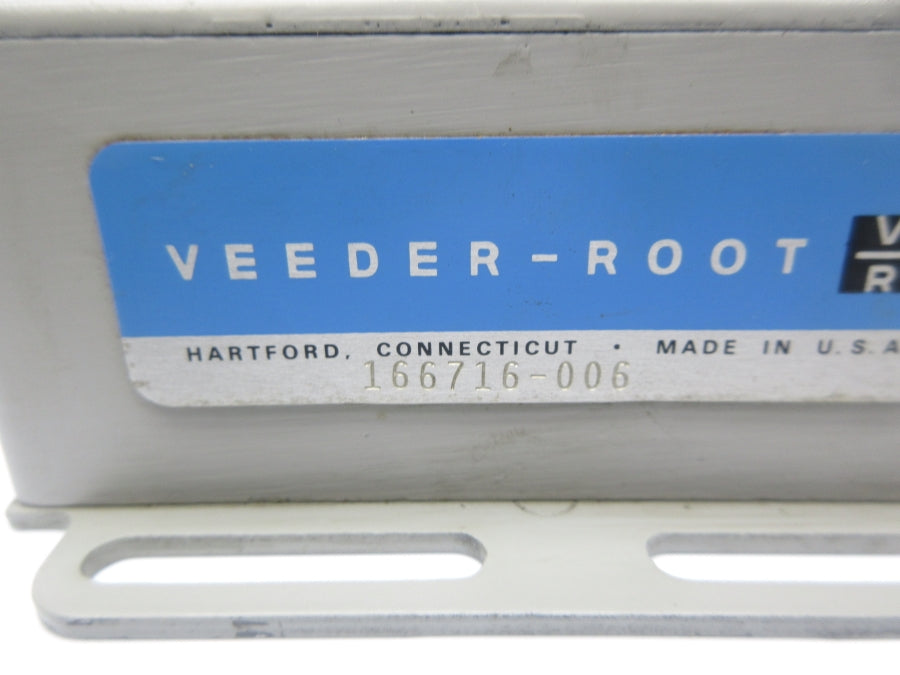 VEEDER-ROOT
V
R
HARTFORD, CONNECTICUT • MADE IN U.S.A
166716-006